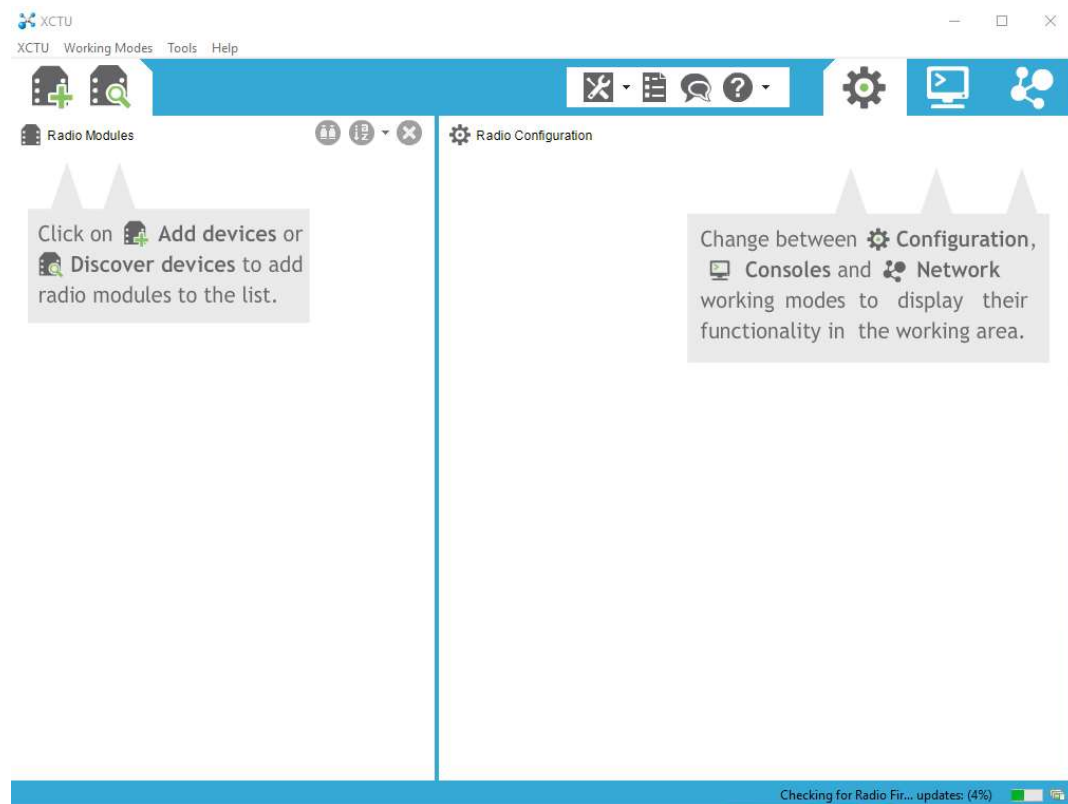 XCTU
XCTU Working Modes Tools Help
Radio Modules
Radio Configuration
Click on Add devices or
Discover devices to add
radio modules to the list.
Change between Configuration,
Consoles and Network
working modes to display their
functionality in the working area.
Checking for Radio Fir... updates: (4%)